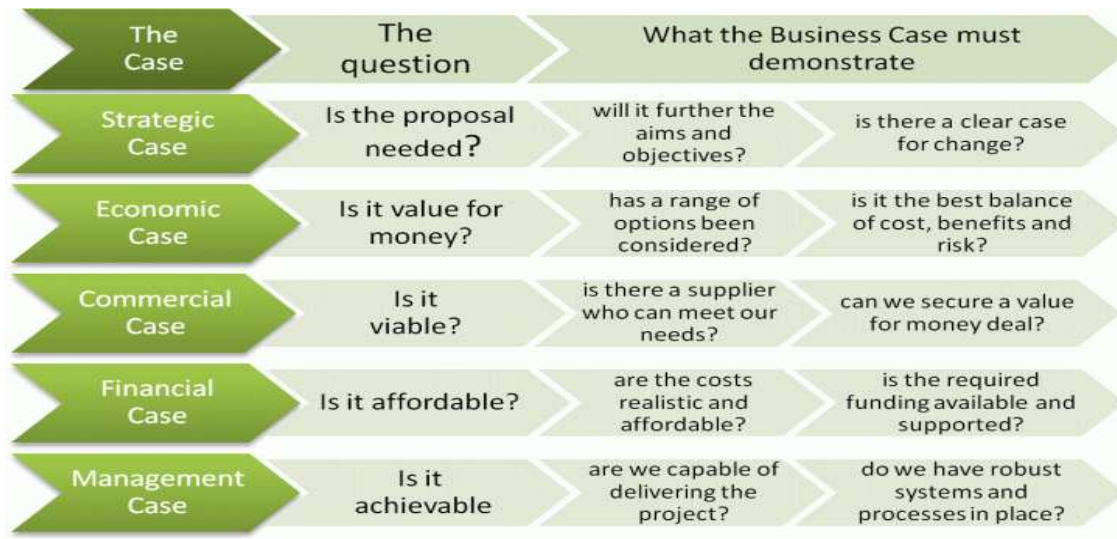 The
Case
The
question
What the Business Case must
demonstrate
Strategic
Case
Is the proposal
needed?
will it further the
aims and
objectives?
is there a clear case
for change?
Economic
Case
Is it value for
money?
has a range of
options been
considered?
is it the best balance
of cost, benefits and
risk?
Commercial
Case
Is it
viable?
is there a supplier
who can meet our
needs?
can we secure a value
for money deal?
Financial
Case
Is it affordable?
are the costs
realistic and
affordable?
is the required
funding available and
supported?
Management
Case
Is it
achievable
are we capable of
delivering the
project?
do we have robust
systems and
processes in place?